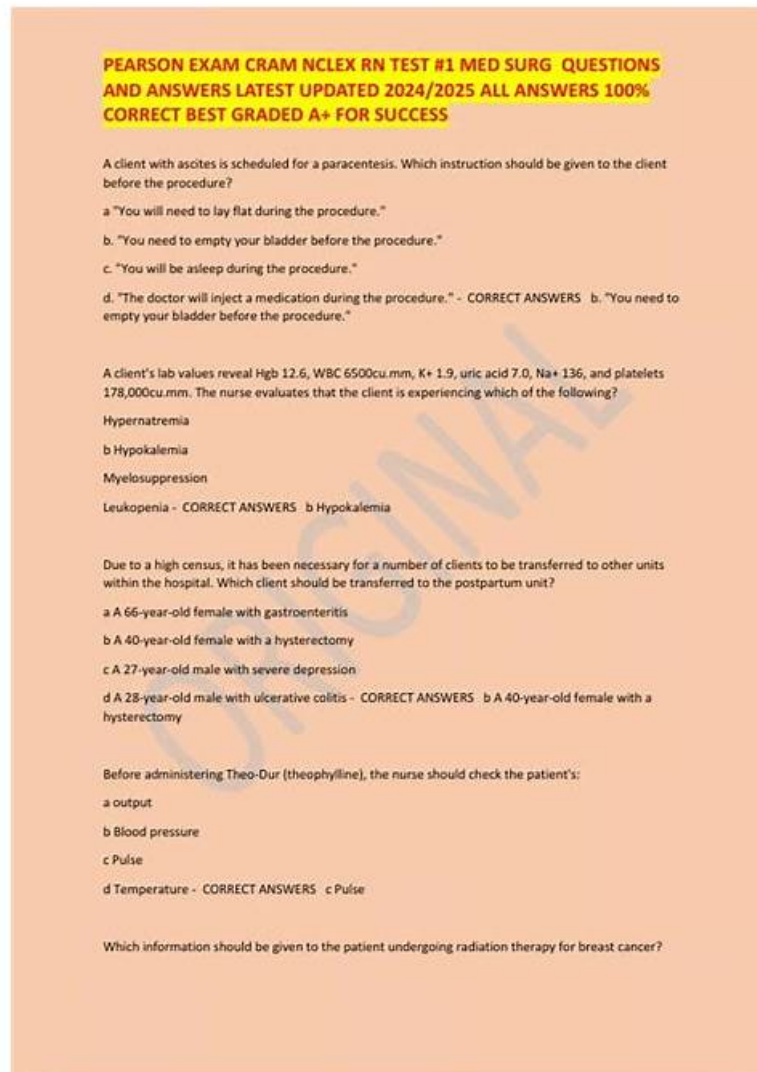 PEARSON EXAM CRAM NCLEX RN TEST #1 MED SURG QUESTIONS
AND ANSWERS LATEST UPDATED 2024/2025 ALL ANSWERS 100%
CORRECT BEST GRADED A+ FOR SUCCESS
A client with ascites is scheduled for a paracentesis. Which instruction should be given to the client
before the procedure?
a "You will need to lay flat during the procedure."
b. "You need to empty your bladder before the procedure."
c. "You will be asleep during the procedure."
d. "The doctor will inject a medication during the procedure." - CORRECT ANSWERS b. "You need to
empty your bladder before the procedure."
A client's lab values reveal Hgb 12.6, WBC 6500cu.mm, K+ 1.9, uric acid 7.0, Na+ 136, and platelets
178,000cu.mm. The nurse evaluates that the client is experiencing which of the following?
Hypernatremia
b Hypokalemia
Myelosuppression
Leukopenia - CORRECT ANSWERS b Hypokalemia
Due to a high census, it has been necessary for a number of clients to be transferred to other units
within the hospital. Which client should be transferred to the postpartum unit?
a A 66-year-old female with gastroenteritis
b A 40-year-old female with a hysterectomy
c A 27-year-old male with severe depression
d A 28-year-old male with ulcerative colitis - CORRECT ANSWERS b A 40-year-old female with a
hysterectomy
Before administering Theo-Dur (theophylline), the nurse should check the patient's:
a output
b Blood pressure
c Pulse
d Temperature - CORRECT ANSWERS c Pulse
Which information should be given to the patient undergoing radiation therapy for breast cancer?
ORIGINAL